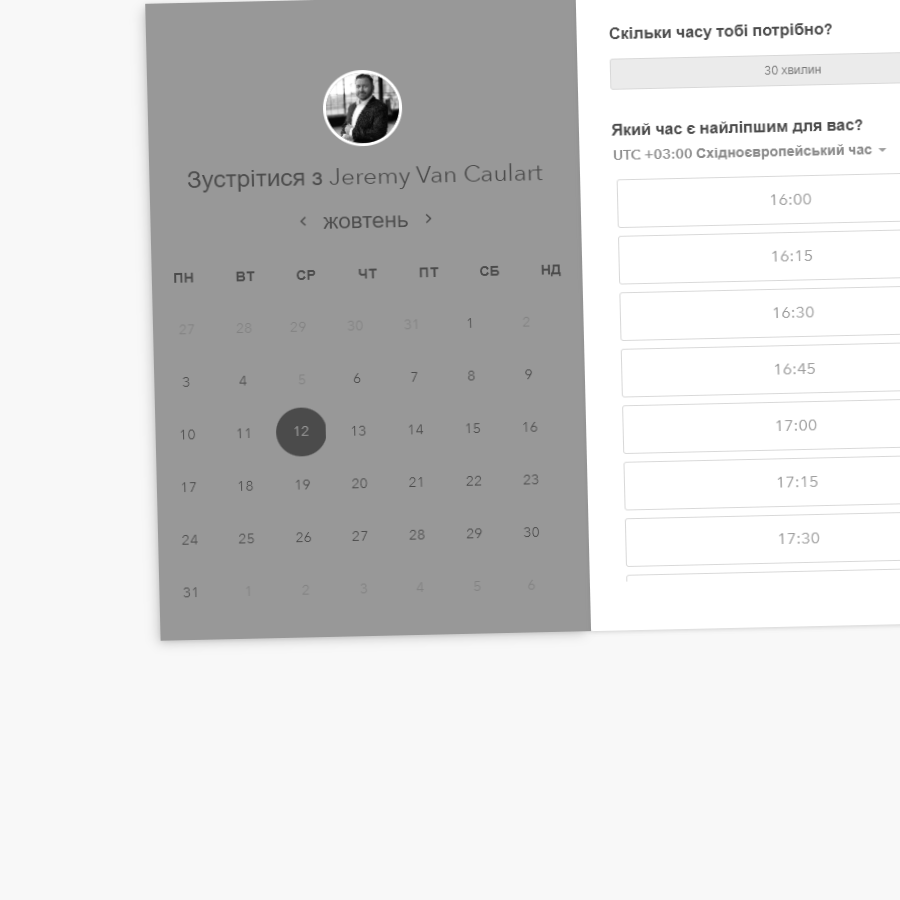 Зустрітися з Jeremy Van Caulart
жовтень
ПН ВТ СР ЧТ ПТ СБ НД
27 28 29 30 31 1 2
3 4 5 6 7 8 9
10 11 12 13 14 15 16
17 18 19 20 21 22 23
24 25 26 27 28 29 30
31 1 2 3 4 5 6
Скільки часу тобі потрібно?
30 хвилин
Який час є найліпшим для вас?
UTC +03:00 Східноєвропейський час
16:00
16:15
16:30
16:45
17:00
17:15
17:30